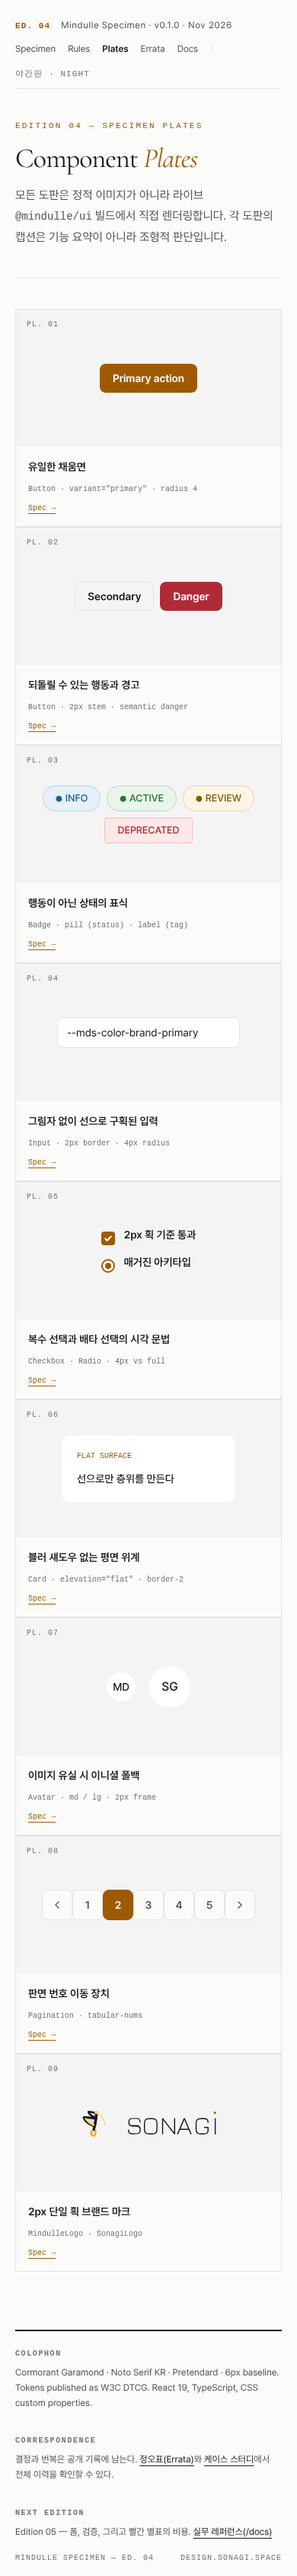 ED. 04 Mindulle Specimen · v0.1.0 · Nov 2026
Specimen Rules Plates Errata Docs
야간판 · NIGHT
EDITION 04 — SPECIMEN PLATES
Component Plates
모든 도판은 정적 이미지가 아니라 라이브
@mindulle/ui 빌드에서 직접 렌더링합니다. 각 도판의
캡션은 기능 요약이 아니라 조형적 판단입니다.
PL. 01
Primary action
유일한 채움면
Button · variant="primary" · radius 4
Spec →
PL. 02
Secondary Danger
되돌릴 수 있는 행동과 경고
Button · 2px stem · semantic danger
Spec →
PL. 03
INFO ACTIVE REVIEW
DEPRECATED
행동이 아닌 상태의 표식
Badge · pill (status) · label (tag)
Spec →
PL. 04
--mds-color-brand-primary
그림자 없이 선으로 구획된 입력
Input · 2px border · 4px radius
Spec →
PL. 05
2px 획 기준 통과
매거진 아키타입
복수 선택과 배타 선택의 시각 문법
Checkbox · Radio · 4px vs full
Spec →
PL. 06
FLAT SURFACE
선으로만 층위를 만든다
블러 섀도우 없는 평면 위계
Card · elevation="flat" · border-2
Spec →
PL. 07
MD SG
이미지 유실 시 이니셜 폴백
Avatar · md / lg · 2px frame
Spec →
PL. 08
1 2 3 4 5
판면 번호 이동 장치
Pagination · tabular-nums
Spec →
PL. 09
SONAGI
2px 단일 획 브랜드 마크
MindulleLogo · SonagiLogo
Spec →
COLOPHON
Cormorant Garamond · Noto Serif KR · Pretendard · 6px baseline.
Tokens published as W3C DTCG. React 19, TypeScript, CSS
custom properties.
CORRESPONDENCE
결정과 번복은 공개 기록에 남는다. 정오표(Errata)와 케이스 스터디에서
전체 이력을 확인할 수 있다.
NEXT EDITION
Edition 05 — 폼, 검증, 그리고 빨간 별표의 비용. 실무 레퍼런스(/docs)
MINDULLE SPECIMEN — ED. 04 DESIGN.SONAGI.SPACE